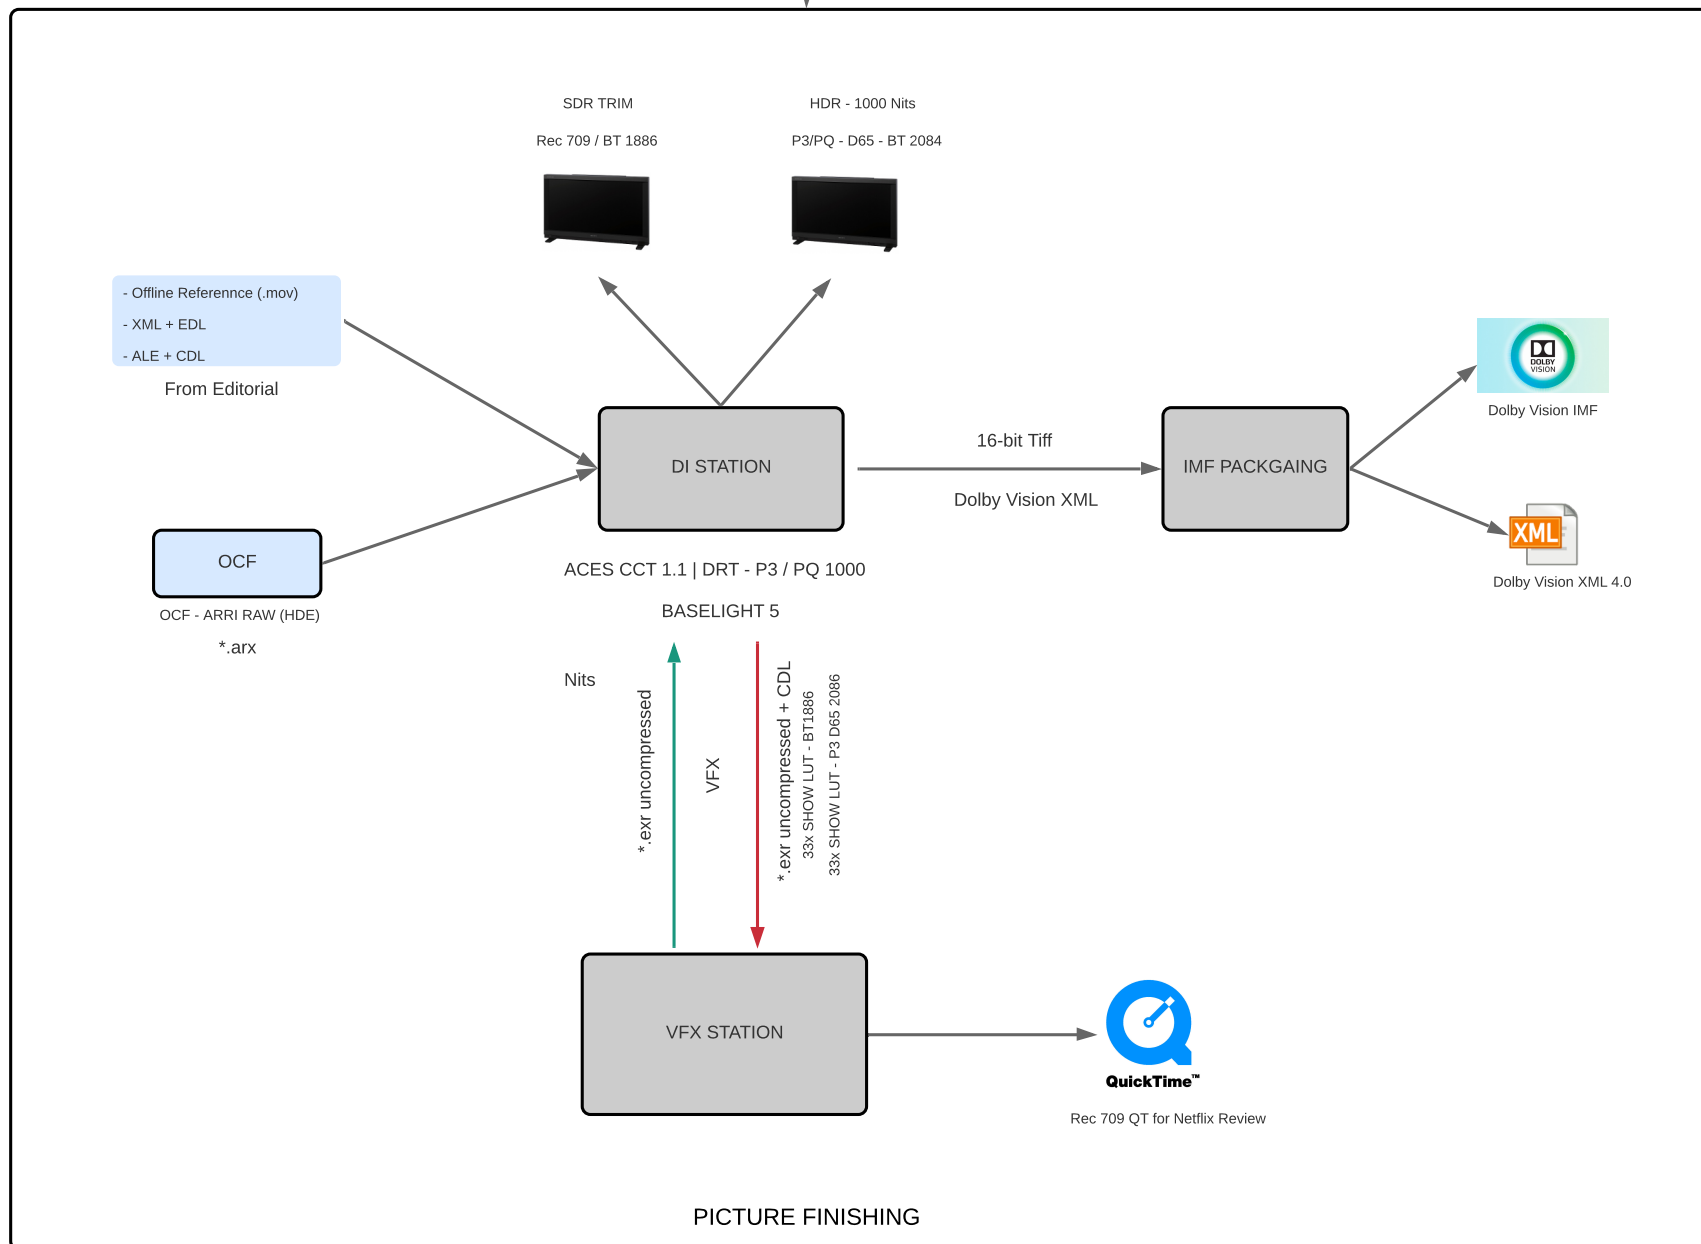 SDR TRIM
Rec 709 / BT 1886
HDR - 1000 Nits
P3/PQ - D65 - BT 2084
- Offline Referennce (.mov)
- XML + EDL
- ALE + CDL
From Editorial
OCF
OCF - ARRI RAW (HDE)
*.arx
DI STATION
ACES CCT 1.1 | DRT - P3 / PQ 1000
BASELIGHT 5
Nits
16-bit Tiff
Dolby Vision XML
IMF PACKGAING
DOLBY
VISION
Dolby Vision IMF
XML
Dolby Vision XML 4.0
*.exr uncompressed
VFX
*.exr uncompressed + CDL
33x SHOW LUT - BT1886
33x SHOW LUT - P3 D65 2086
VFX STATION
QuickTime™
Rec 709 QT for Netflix Review
PICTURE FINISHING